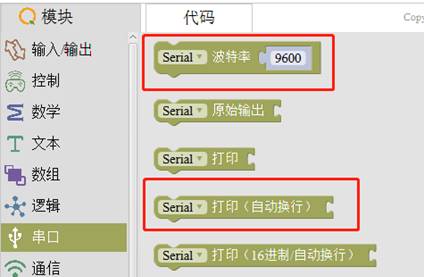 模块
代码
Copy
输入/输出
控制
数学
文本
数组
逻辑
串口
通信
Serial 波特率 9600
Serial 原始输出
Serial 打印
Serial 打印（自动换行）
Serial 打印（16进制/自动换行）